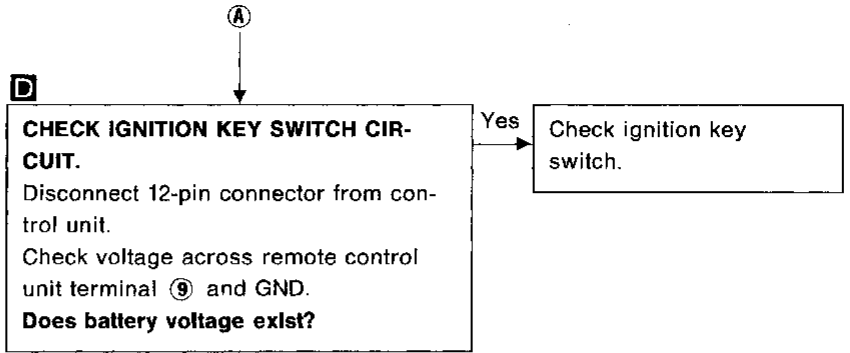 Ⓐ
D
CHECK IGNITION KEY SWITCH CIR-
CUIT.
Disconnect 12-pin connector from con-
trol unit.
Check voltage across remote control
unit terminal ⑨ and GND.
Does battery voltage exist?
Yes
Check ignition key
switch.